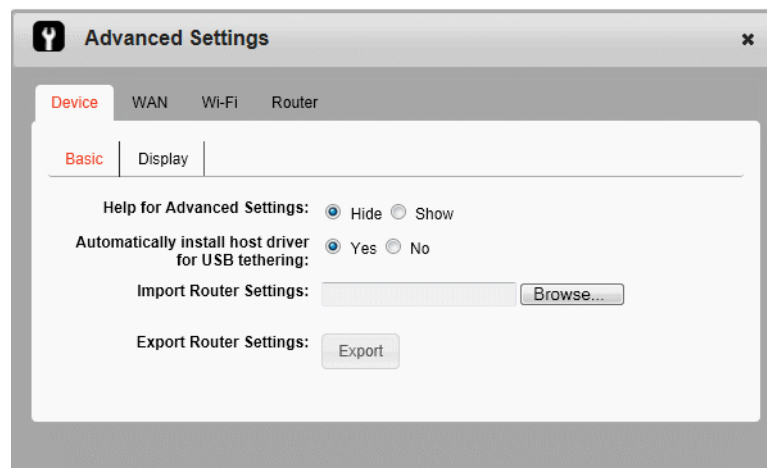 Advanced Settings
Device WAN Wi-Fi Router
Basic Display
Help for Advanced Settings: Hide Show
Automatically install host driver
for USB tethering: Yes No
Import Router Settings: Browse...
Export Router Settings: Export